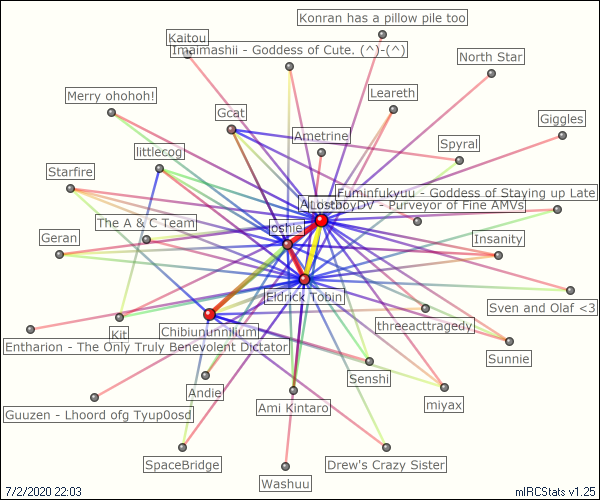 Konran has a pillow pile too
Kaitou
Imaimashii - Goddess of Cute. (^)-(^)
North Star
Merry ohohoh!
Leareth
Gcat
Giggles
Ametrine
littlecog
Spyral
Starfire
Fuminfukyuu - Goddess of Staying up Late
LostboyDV - Purveyor of Fine AMVs
The A & C Team
oshie
Geran
Insanity
Eldrick Tobin
Sven and Olaf <3
Kit
Chibiunumilium
threeacttragedy
Entharion - The Only Truly Benevolent Dictator
Sunnie
Senshi
Andie
miyax
Guuzen - Lhoord ofg Tyup0osd
Ami Kintaro
SpaceBridge
Drew's Crazy Sister
Washuu
7/2/2020 22:03
mIRCStats v1.25